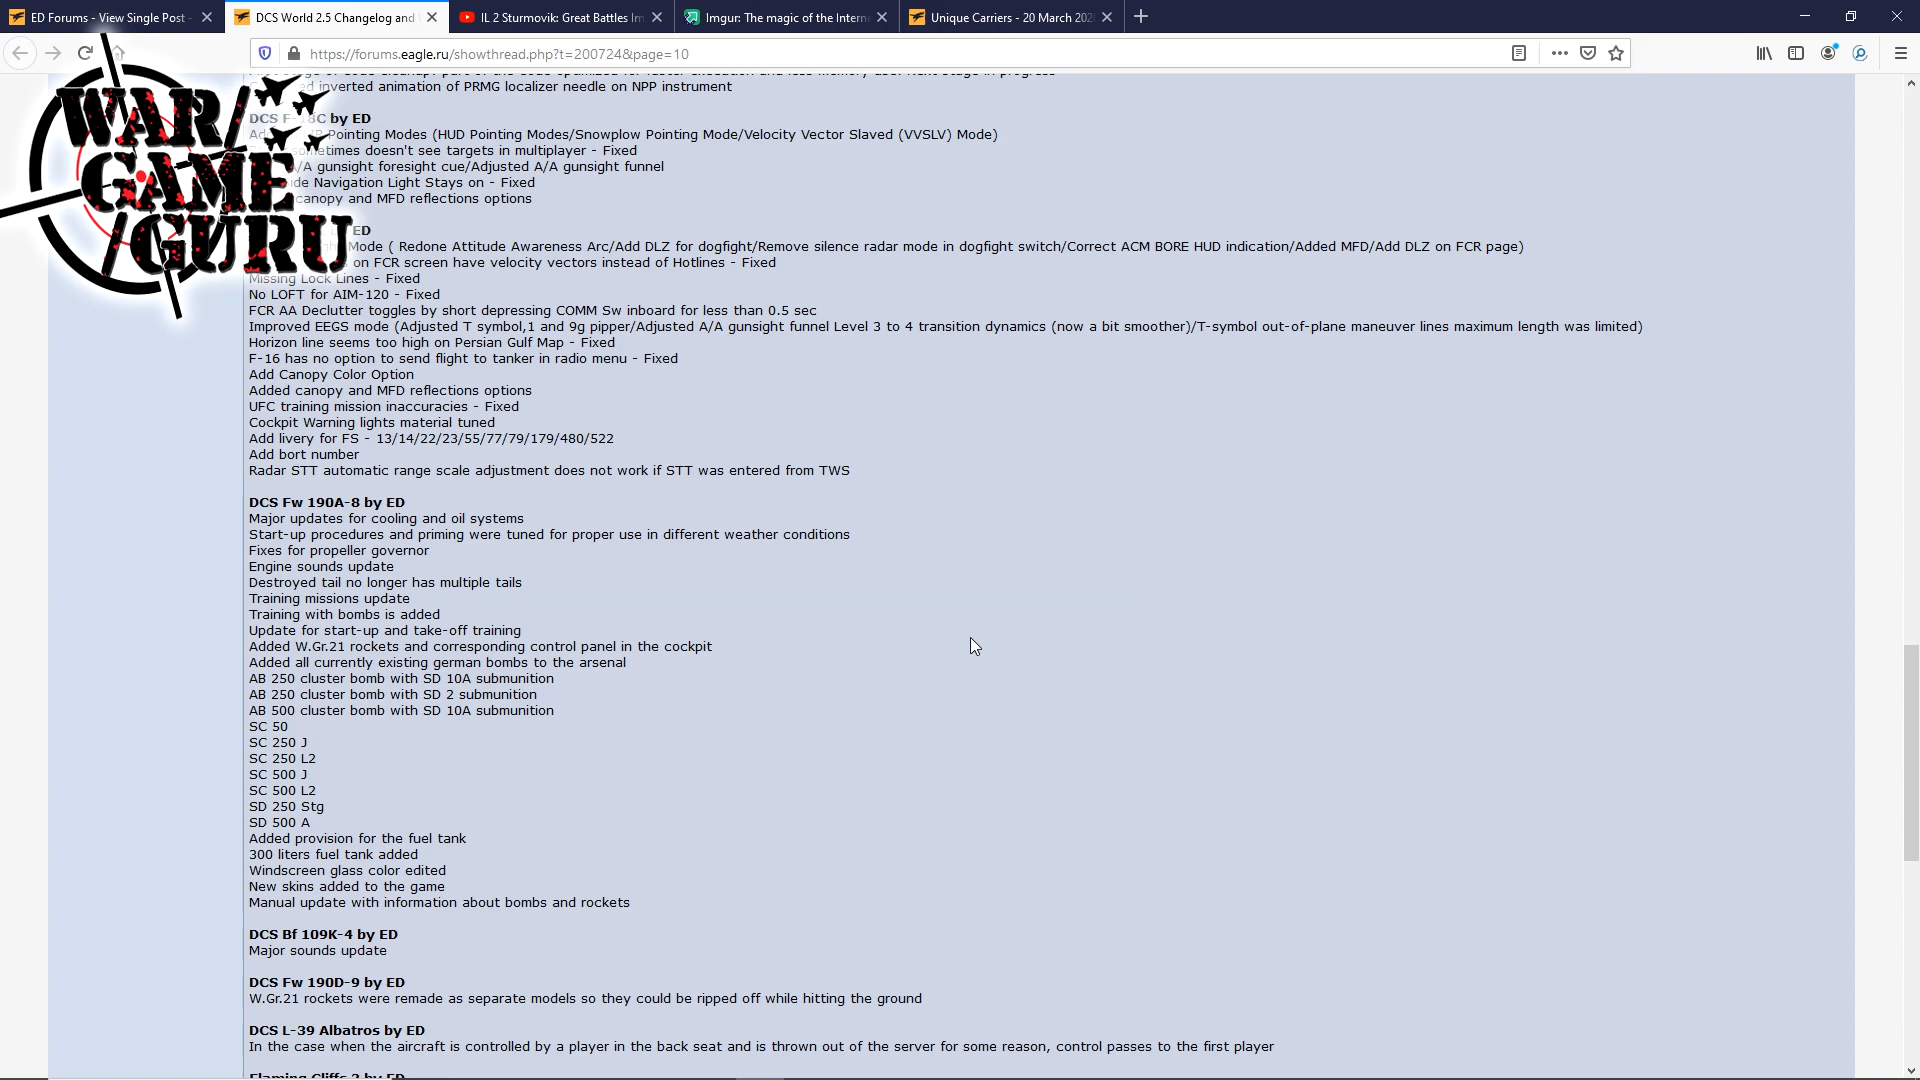 ED Forums - View Single Post -
DCS World 2.5 Changelog and
IL 2 Sturmovik: Great Battles Im
Imgur: The magic of the Intern
Unique Carriers - 20 March 202
https://forums.eagle.ru/showthread.php?t=200724&page=10
WAR/
GAME
/GURU
inverted animation of PRMG localizer needle on NPP instrument
DCS F-18C by ED
Pointing Modes (HUD Pointing Modes/Snowplow Pointing Mode/Velocity Vector Slaved (VVSLV) Mode)
sometimes doesn't see targets in multiplayer - Fixed
A/A gunsight foresight cue/Adjusted A/A gunsight funnel
Navigation Light Stays on - Fixed
canopy and MFD reflections options
ED
Mode ( Redone Attitude Awareness Arc/Add DLZ for dogfight/Remove silence radar mode in dogfight switch/Correct ACM BORE HUD indication/Added MFD/Add DLZ on FCR page)
on FCR screen have velocity vectors instead of Hotlines - Fixed
Missing Lock Lines - Fixed
No LOFT for AIM-120 - Fixed
FCR AA Declutter toggles by short depressing COMM Sw inboard for less than 0.5 sec
Improved EEGS mode (Adjusted T symbol,1 and 9g pipper/Adjusted A/A gunsight funnel Level 3 to 4 transition dynamics (now a bit smoother)/T-symbol out-of-plane maneuver lines maximum length was limited)
Horizon line seems too high on Persian Gulf Map - Fixed
F-16 has no option to send flight to tanker in radio menu - Fixed
Add Canopy Color Option
Added canopy and MFD reflections options
UFC training mission inaccuracies - Fixed
Cockpit Warning lights material tuned
Add livery for FS - 13/14/22/23/55/77/79/179/480/522
Add bort number
Radar STT automatic range scale adjustment does not work if STT was entered from TWS
DCS Fw 190A-8 by ED
Major updates for cooling and oil systems
Start-up procedures and priming were tuned for proper use in different weather conditions
Fixes for propeller governor
Engine sounds update
Destroyed tail no longer has multiple tails
Training missions update
Training with bombs is added
Update for start-up and take-off training
Added W.Gr.21 rockets and corresponding control panel in the cockpit
Added all currently existing german bombs to the arsenal
AB 250 cluster bomb with SD 10A submunition
AB 250 cluster bomb with SD 2 submunition
AB 500 cluster bomb with SD 10A submunition
SC 50
SC 250 J
SC 250 L2
SC 500 J
SC 500 L2
SD 250 Stg
SD 500 A
Added provision for the fuel tank
300 liters fuel tank added
Windscreen glass color edited
New skins added to the game
Manual update with information about bombs and rockets
DCS Bf 109K-4 by ED
Major sounds update
DCS Fw 190D-9 by ED
W.Gr.21 rockets were remade as separate models so they could be ripped off while hitting the ground
DCS L-39 Albatros by ED
In the case when the aircraft is controlled by a player in the back seat and is thrown out of the server for some reason, control passes to the first player